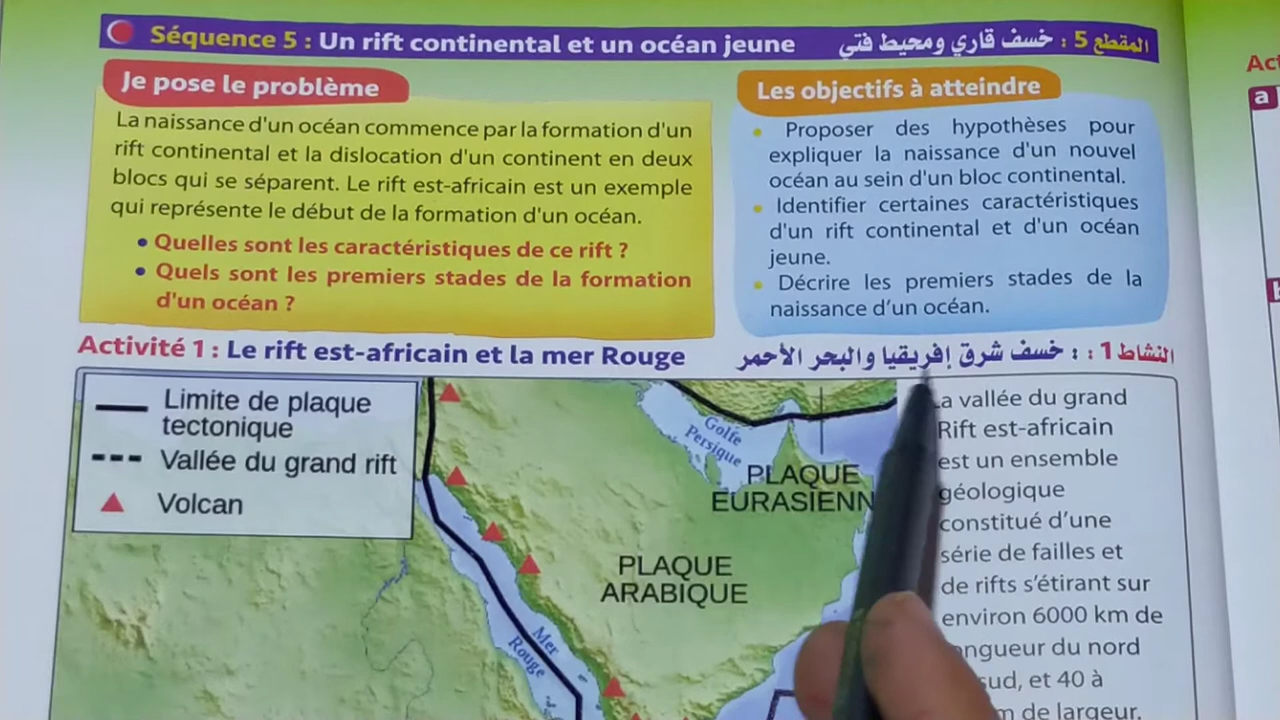 Séquence 5 : Un rift continental et un océan jeune
المقطع 5 : خسف قاري ومحيط فتي
Je pose le problème
La naissance d'un océan commence par la formation d'un
rift continental et la dislocation d'un continent en deux
blocs qui se séparent. Le rift est-africain est un exemple
qui représente le début de la formation d'un océan.
• Quelles sont les caractéristiques de ce rift ?
• Quels sont les premiers stades de la formation
d'un océan ?
Les objectifs à atteindre
• Proposer des hypothèses pour
expliquer la naissance d'un nouvel
océan au sein d'un bloc continental.
• Identifier certaines caractéristiques
d'un rift continental et d'un océan
jeune.
• Décrire les premiers stades de la
naissance d’un océan.
Activité 1 : Le rift est-africain et la mer Rouge
النشاط 1 : : خسف شرق إفريقيا والبحر الأحمر
Limite de plaque
tectonique
Vallée du grand rift
Volcan
Golfe
Persique
PLAQUE
EURASIENN
PLAQUE
ARABIQUE
Mer
Rouge
La vallée du grand
Rift est-africain
est un ensemble
géologique
constitué d’une
série de failles et
de rifts s’étirant sur
environ 6000 km de
longueur du nord
sud, et 40 à
de largeur.
Act
a